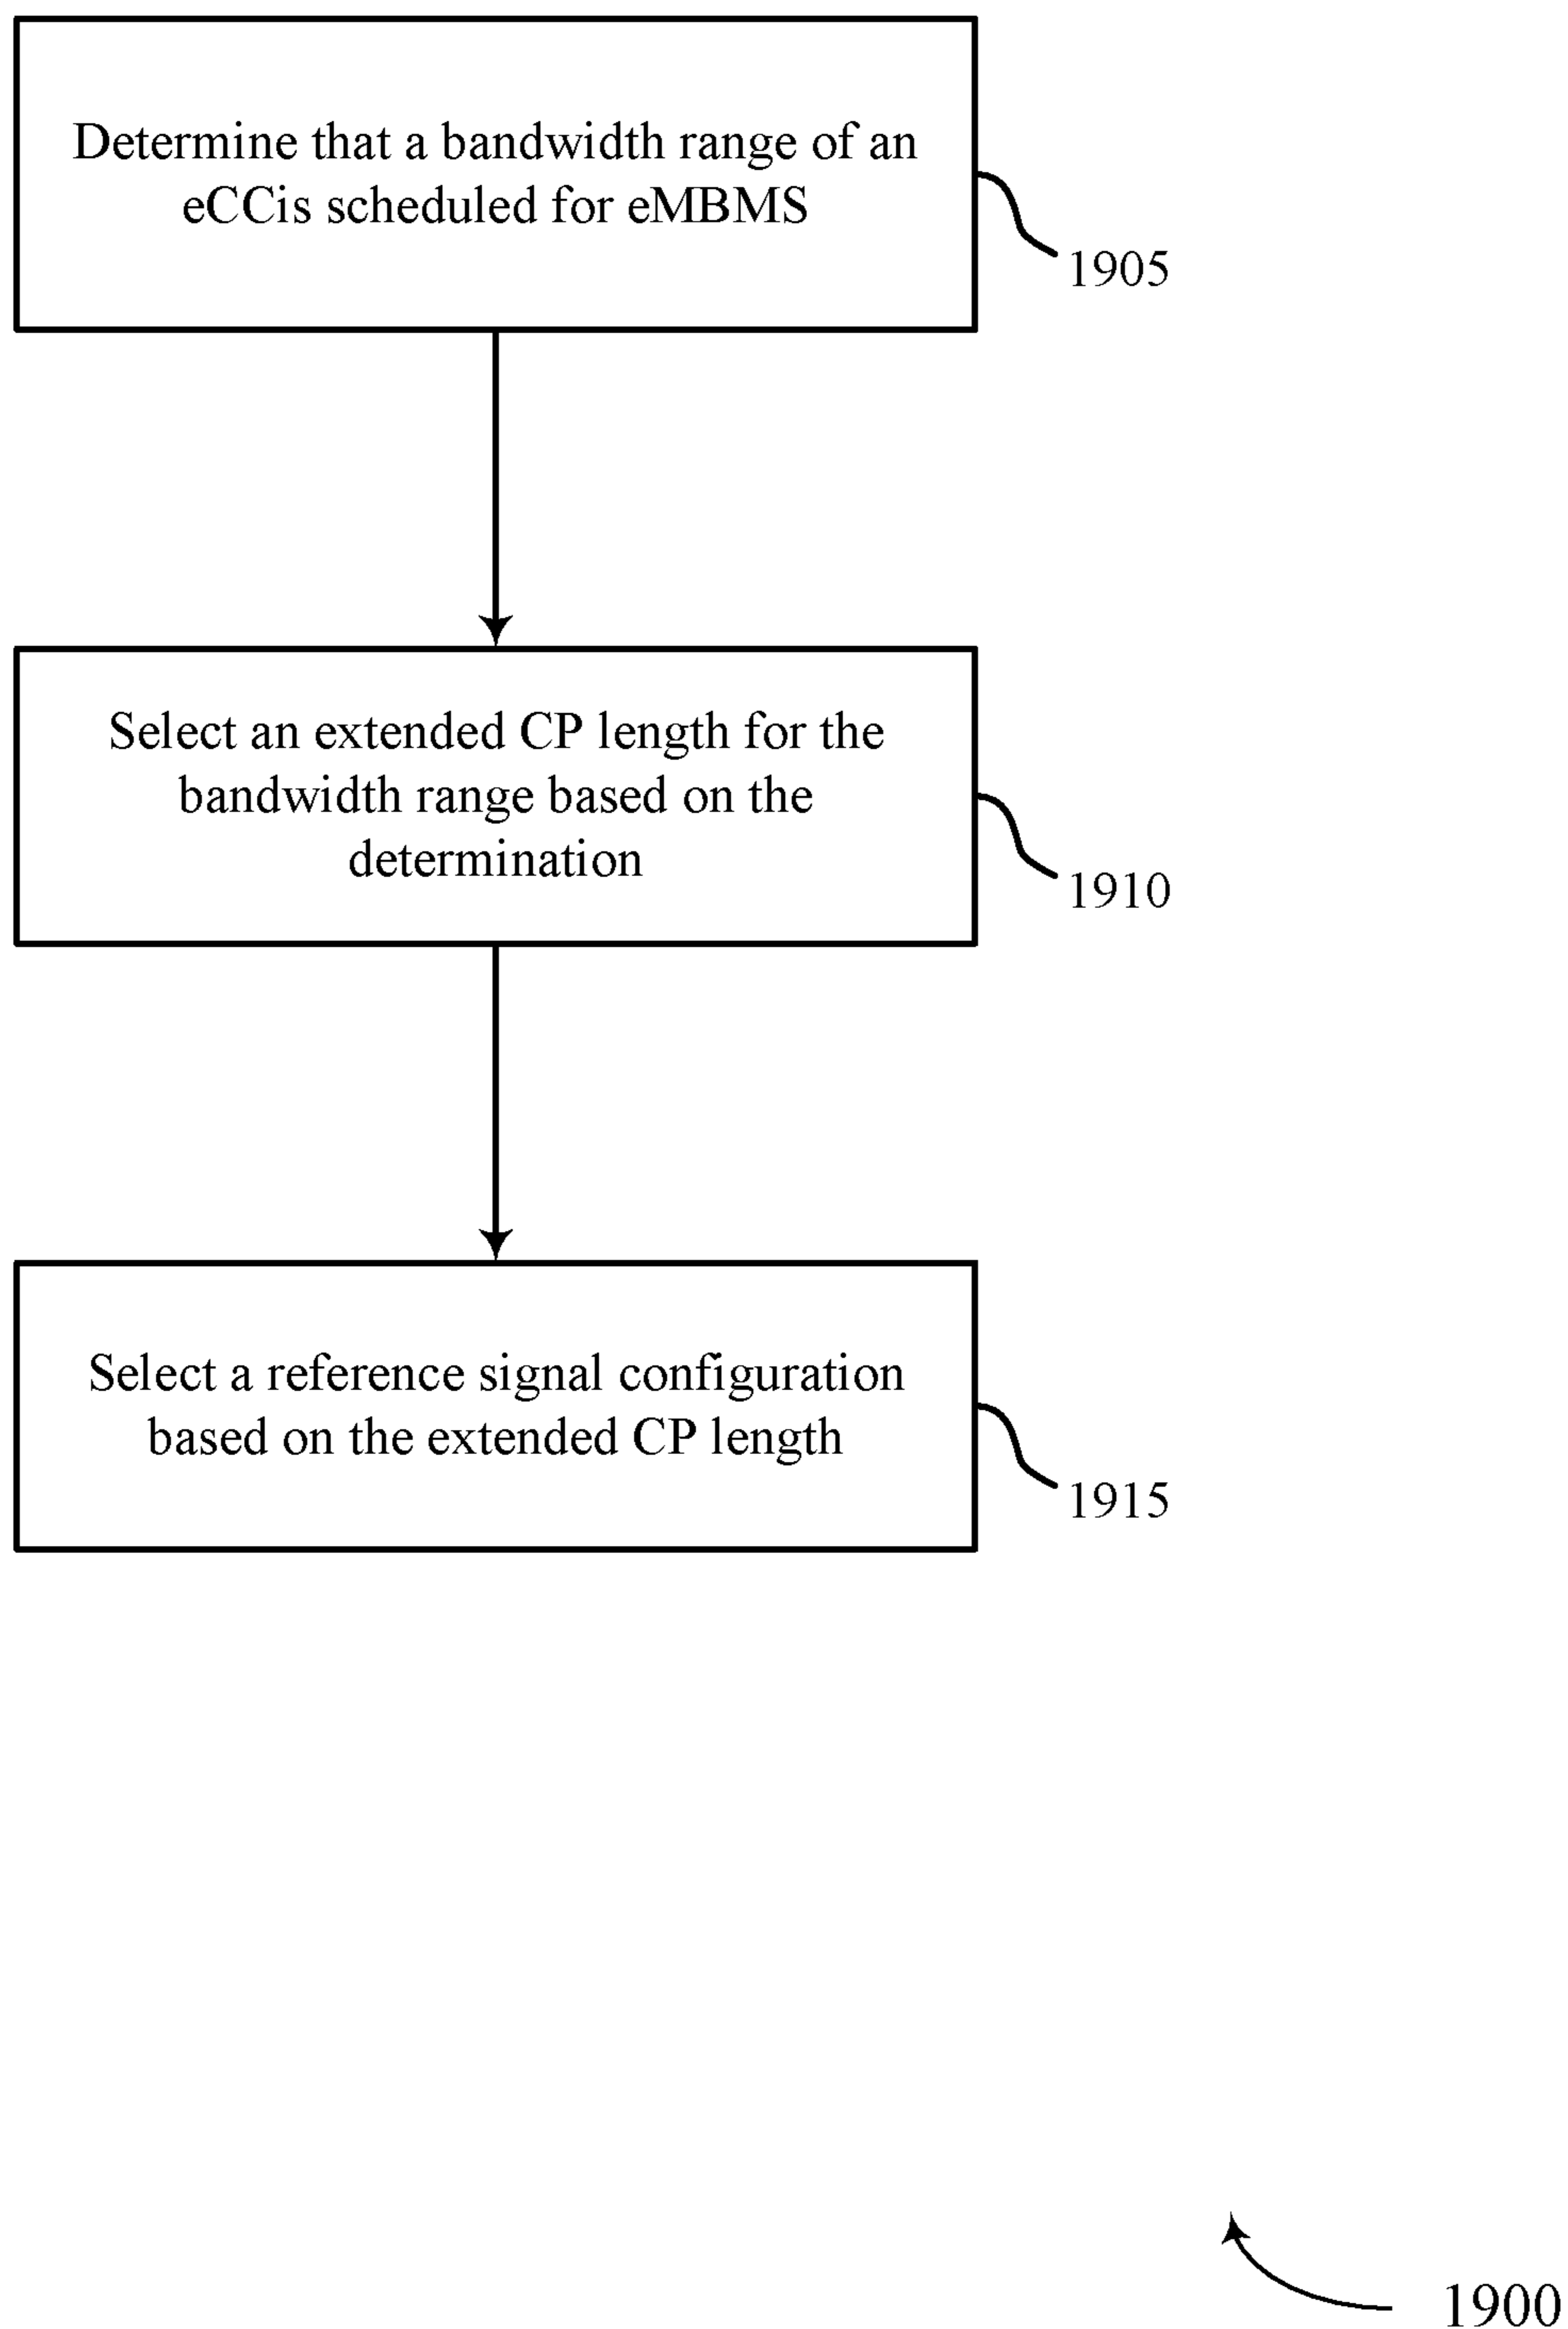 Determine that a bandwidth range of an
eCCis scheduled for eMBMS
1905
Select an extended CP length for the
bandwidth range based on the
determination
1910
Select a reference signal configuration
based on the extended CP length
1915
1900